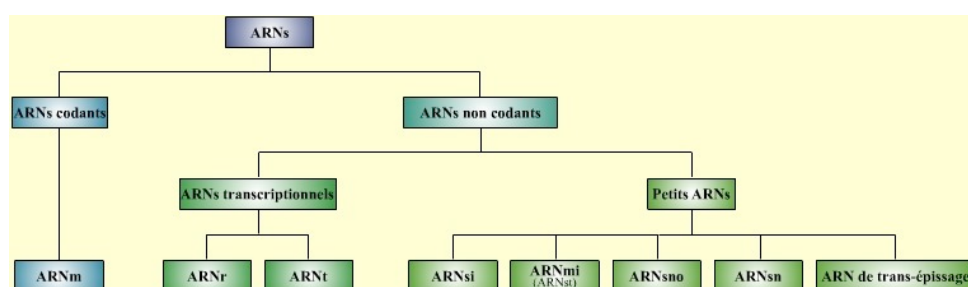 ARNs
ARNs codants
ARNs non codants
ARNs transcriptionnels
Petits ARNs
ARNm
ARNr
ARNt
ARNsi
ARNmi
(ARNst)
ARNsno
ARNsn
ARN de trans-épissage